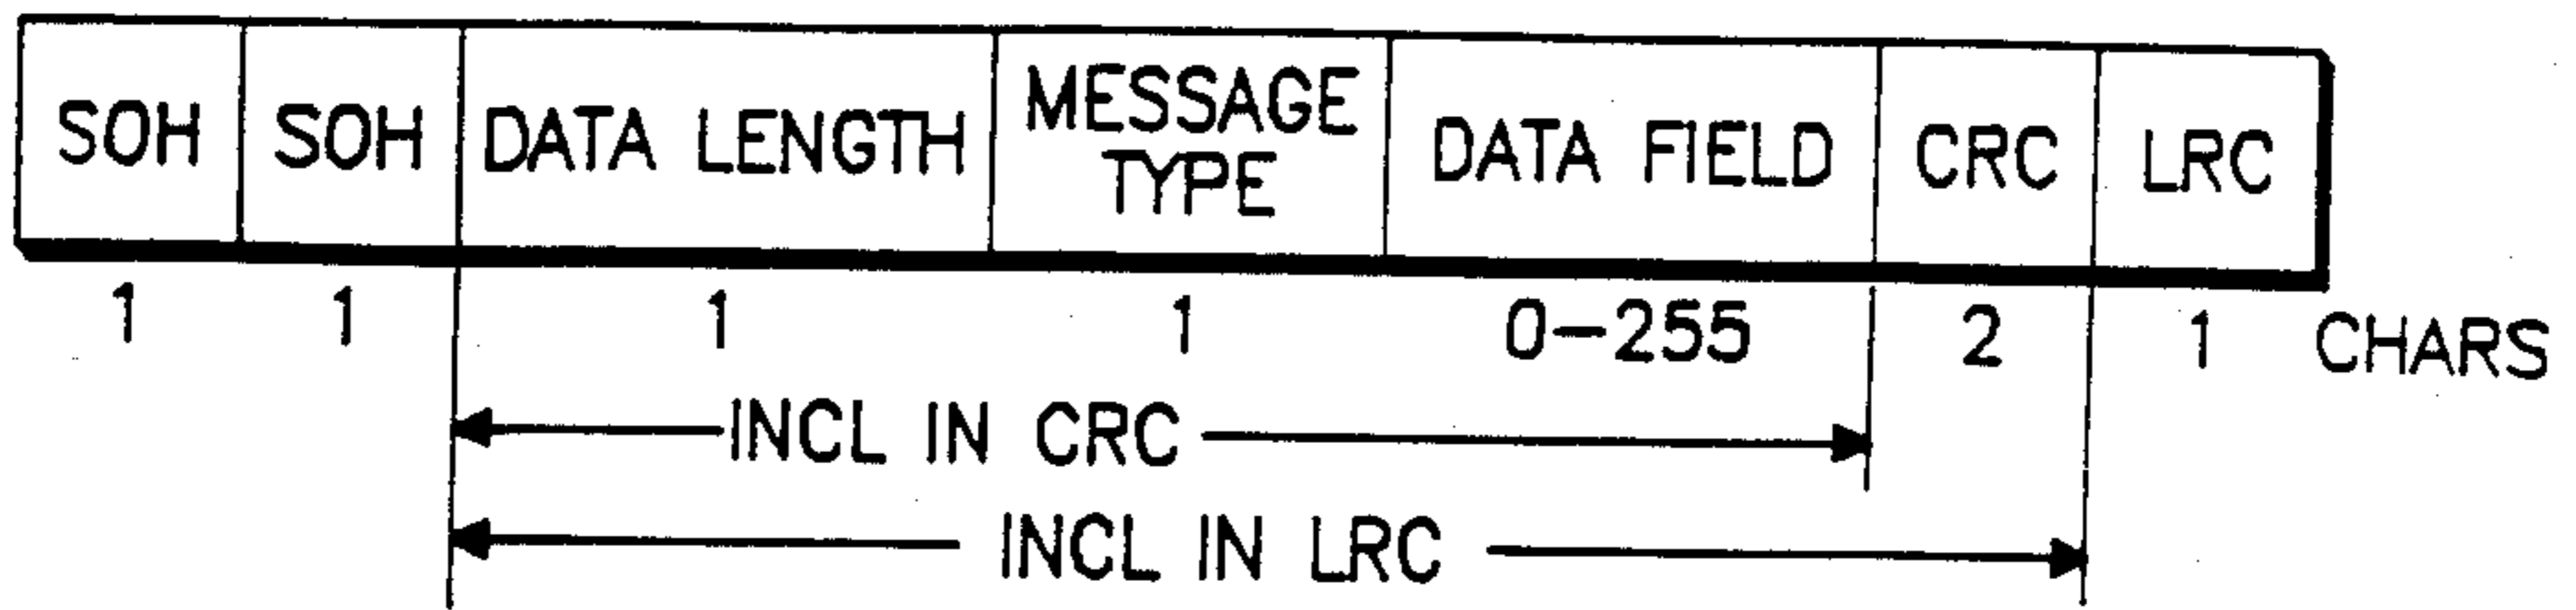 SOH SOH DATA LENGTH MESSAGE TYPE DATA FIELD CRC LRC
1 1 1 1 0-255 2 1 CHARS
INCL IN CRC
INCL IN LRC